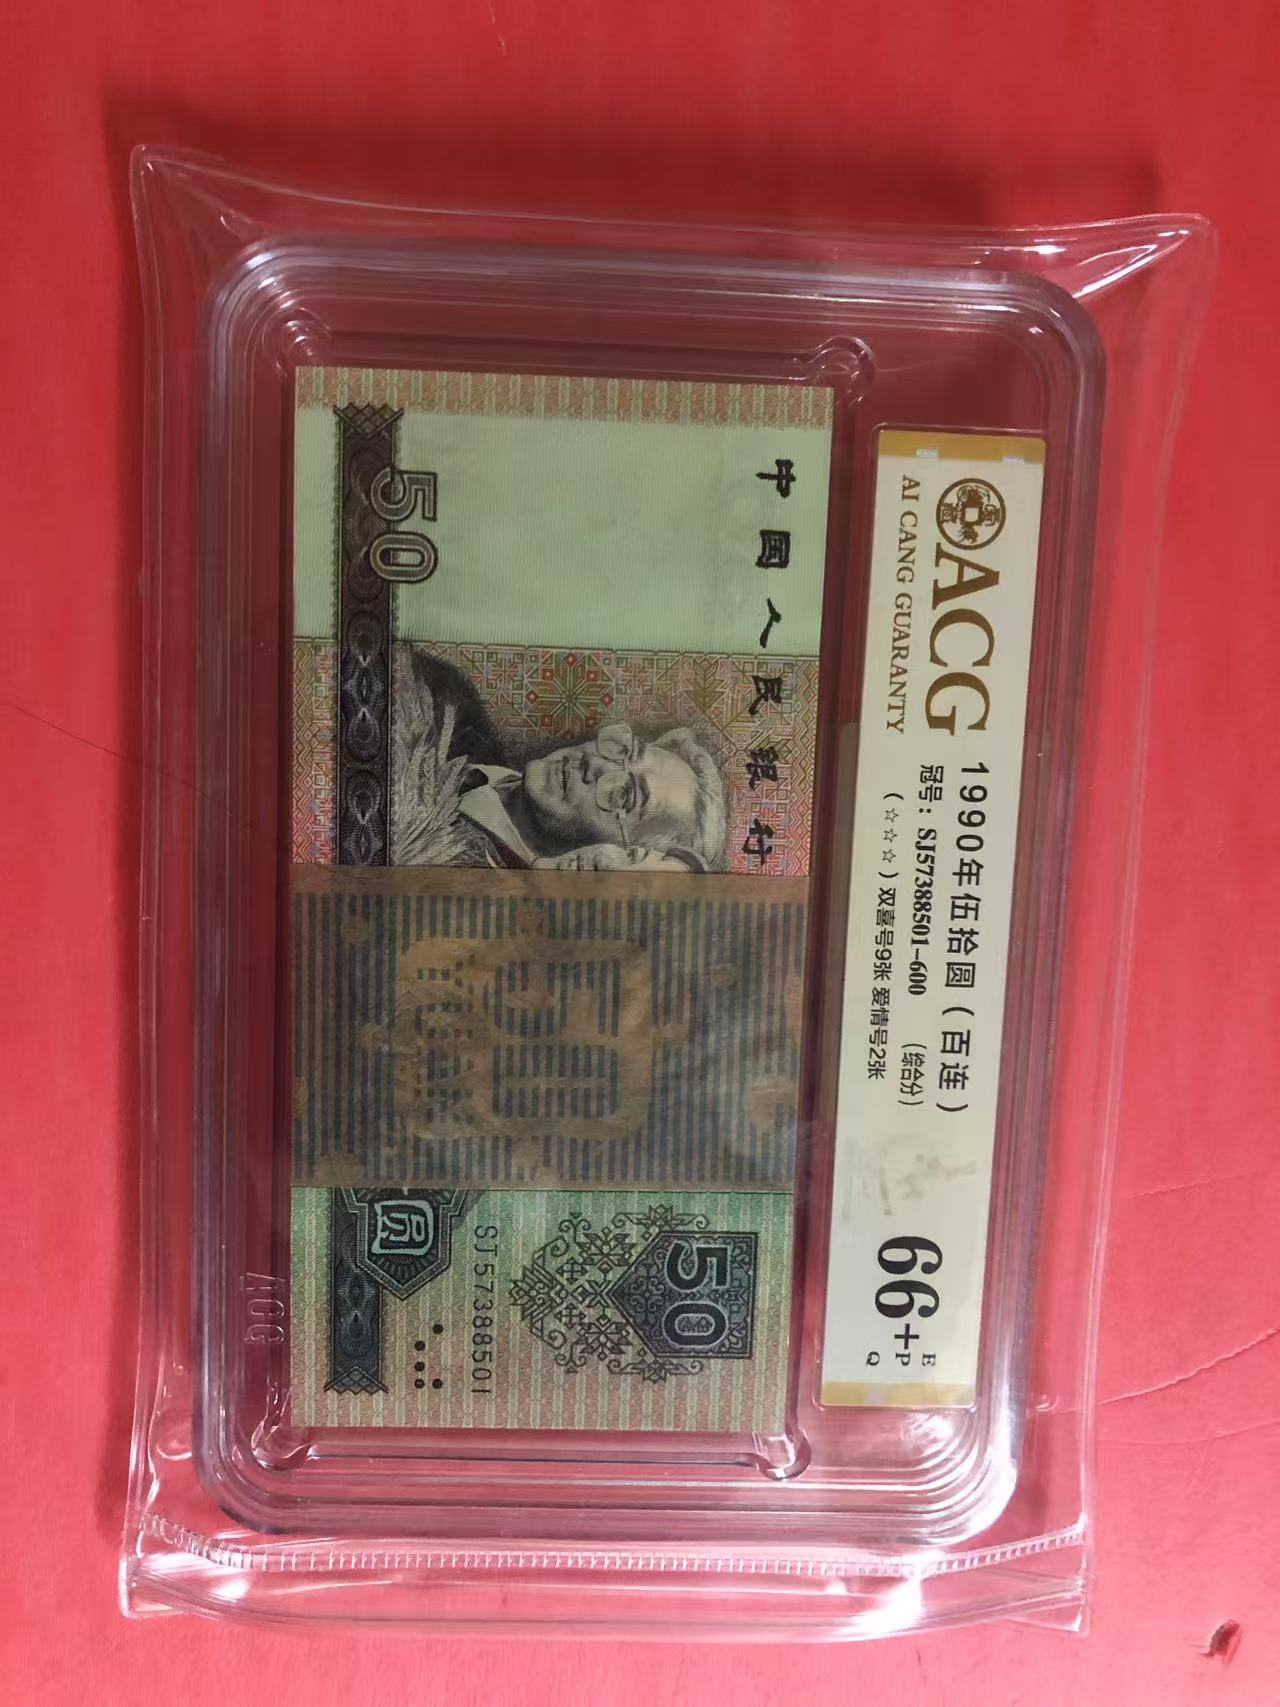 ACG
AI CANG GUARANTY
1990年伍拾圆（百连）
冠号：SJ57388501-600 （综合分）
（☆☆☆）双喜号9张 爱情号2张
66+
E
P
Q
中国人民银行
50
50
SJ57388501
圆
ACG